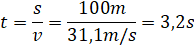 t = s/v = 100m/31,1m/s = 3,2s